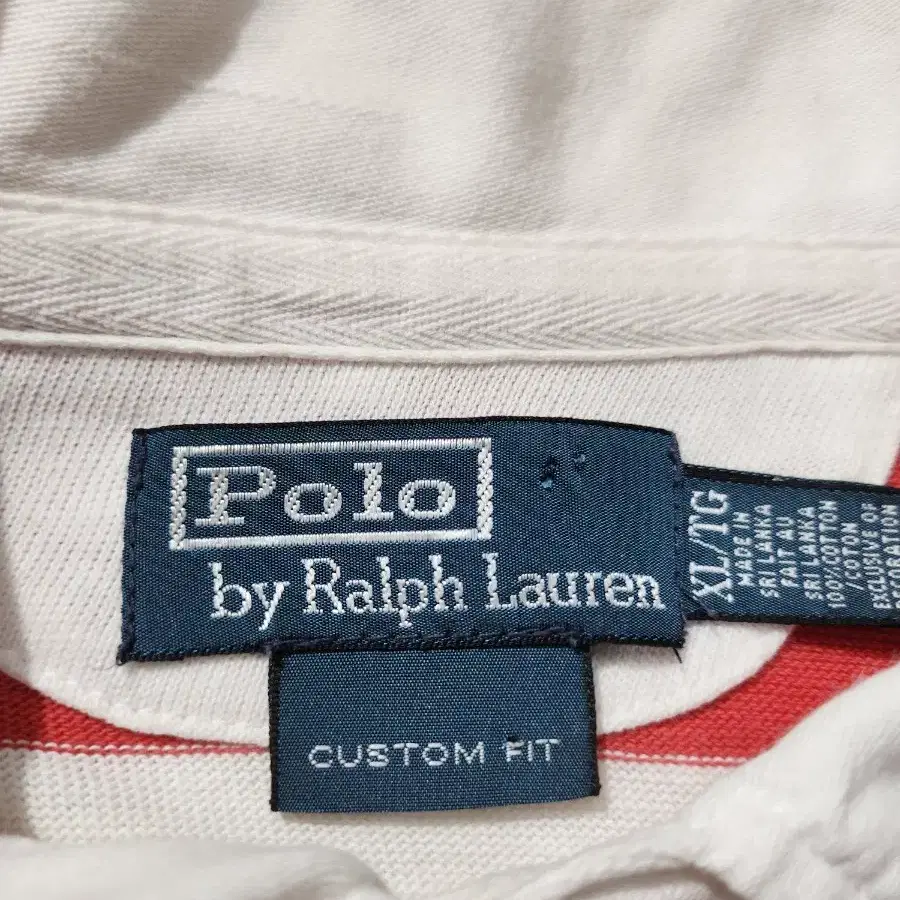 Polo
by Ralph Lauren
XL/TG
MADE IN
SRI LANKA
FAIT AU
SRI LANKA
100%COTTON
/COTON
EXCLUSIVE OF
CUSTOM FIT